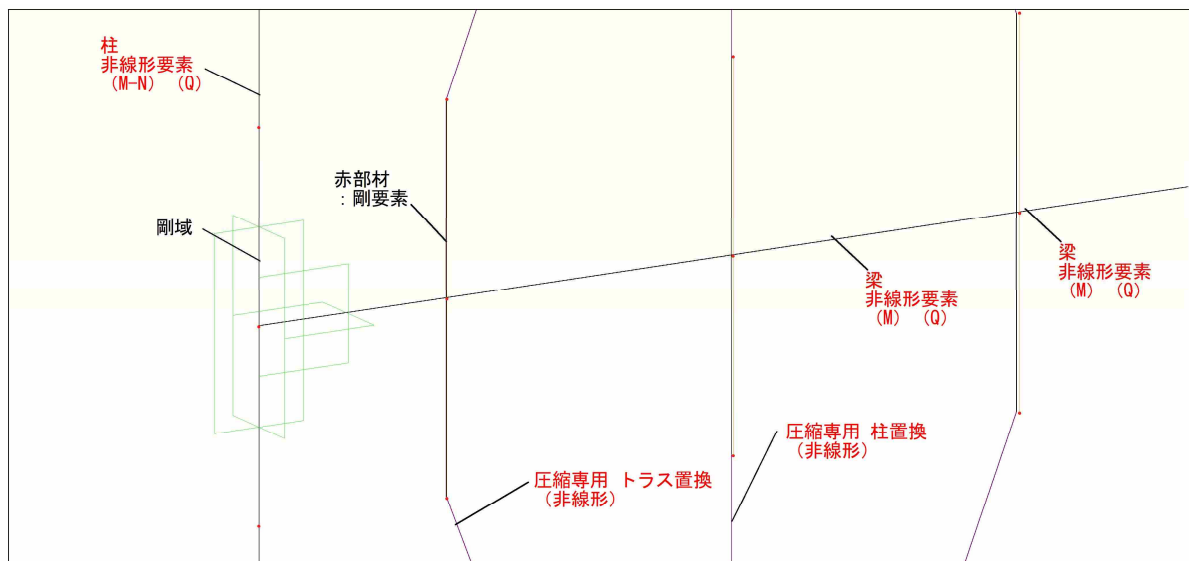 柱
非線形要素
(M-N) (Q)
赤部材
:剛要素
剛域
梁
非線形要素
(M) (Q)
梁
非線形要素
(M) (Q)
圧縮専用 柱置換
(非線形)
圧縮専用 トラス置換
(非線形)